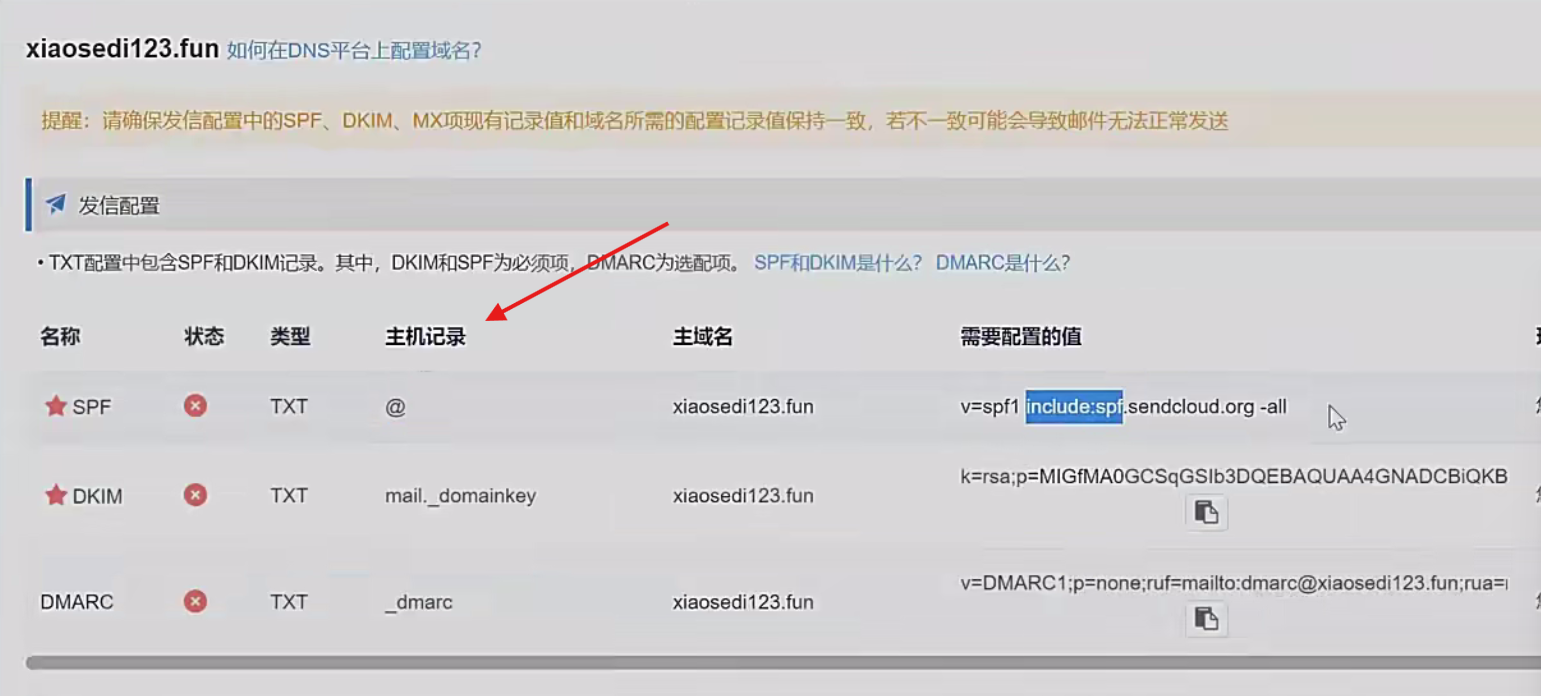 xiaosedi123.fun 如何在DNS平台上配置域名?
提醒：请确保发信配置中的SPF、DKIM、MX项现有记录值和域名所需的配置记录值保持一致，若不一致可能会导致邮件无法正常发送
发信配置
• TXT配置中包含SPF和DKIM记录。其中，DKIM和SPF为必须项，DMARC为选配项。 SPF和DKIM是什么? DMARC是什么?
名称 状态 类型 主机记录 主域名 需要配置的值
SPF TXT @ xiaosedi123.fun v=spf1 include:spf.sendcloud.org -all
DKIM TXT mail._domainkey xiaosedi123.fun k=rsa;p=MIGfMA0GCSqGSIb3DQEBAQUAA4GNADCBiQKB
DMARC TXT _dmarc xiaosedi123.fun v=DMARC1;p=none;ruf=mailto:dmarc@xiaosedi123.fun;rua=